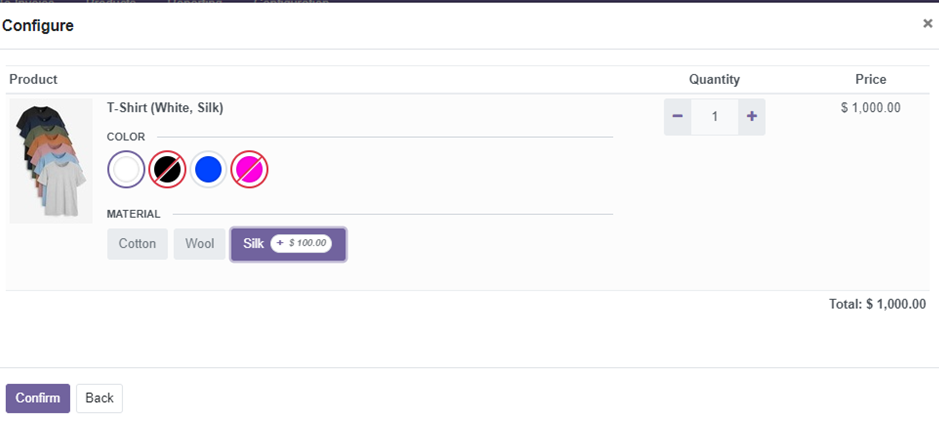 Configure ×
Product Quantity Price
T-Shirt (White, Silk) − 1 + $ 1,000.00
COLOR
MATERIAL
Cotton Wool Silk + $ 100.00
Total: $ 1,000.00
Confirm Back